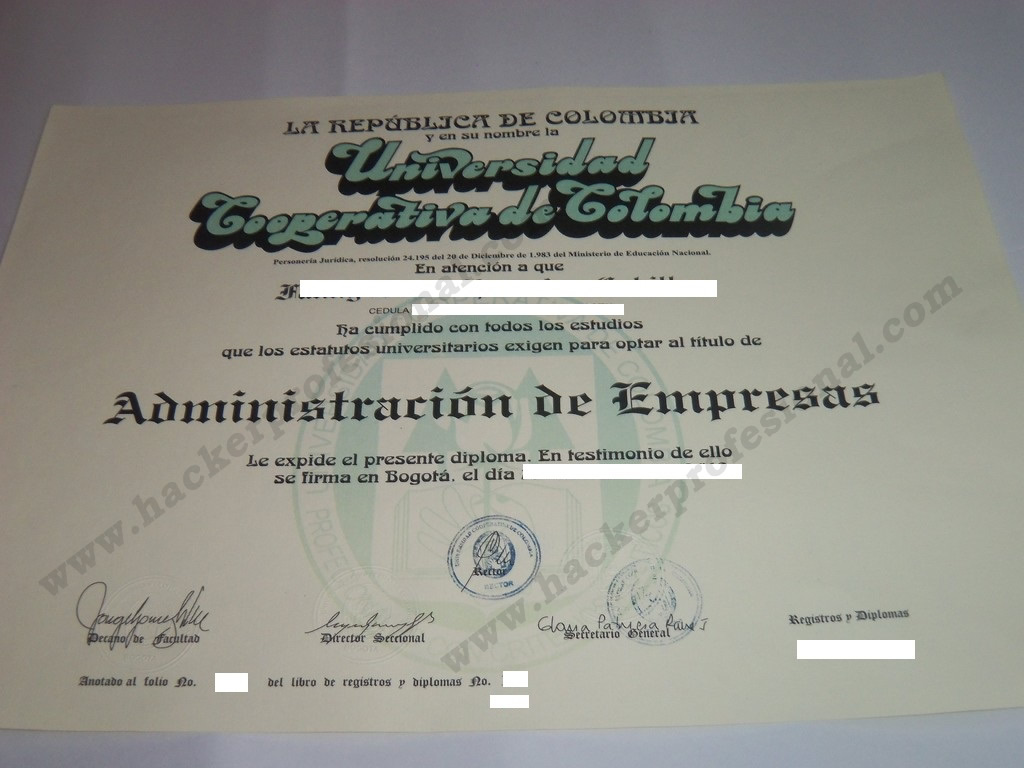 LA REPÚBLICA DE COLOMBIA
y en su nombre la
Universidad
Cooperativa de Colombia
Personería Jurídica, resolución 24.195 del 20 de Diciembre de 1.983 del Ministerio de Educación Nacional.
En atención a que
CEDULA
Ha cumplido con todos los estudios
que los estatutos universitarios exigen para optar al título de
Administración de Empresas
Le expide el presente diploma. En testimonio de ello
se firma en Bogotá. el día
Rector
RECTOR
Decano de Facultad
Director Seccional
Secretario General
Registros y Diplomas
Anotado al folio No. del libro de registros y diplomas No.
www.hackerprofesional.com
www.hackerprofesional.com